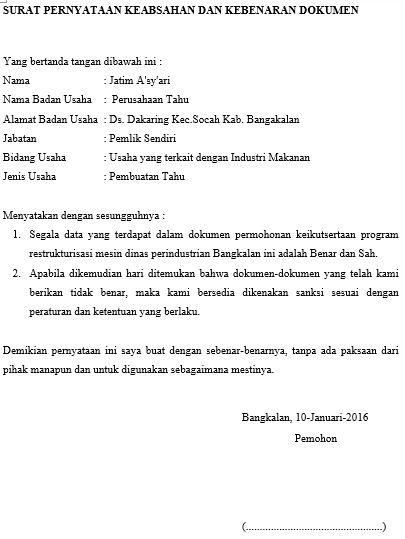 SURAT PERNYATAAN KEABSAHAN DAN KEBENARAN DOKUMEN
Yang bertanda tangan dibawah ini :
Nama : Jatim A'sy'ari
Nama Badan Usaha : Perusahaan Tahu
Alamat Badan Usaha : Ds. Dakaring Kec.Socah Kab. Bangakalan
Jabatan : Pemlik Sendiri
Bidang Usaha : Usaha yang terkait dengan Industri Makanan
Jenis Usaha : Pembuatan Tahu
Menyatakan dengan sesungguhnya :
1. Segala data yang terdapat dalam dokumen permohonan keikutsertaan program
restrukturisasi mesin dinas perindustrian Bangkalan ini adalah Benar dan Sah.
2. Apabila dikemudian hari ditemukan bahwa dokumen-dokumen yang telah kami
berikan tidak benar, maka kami bersedia dikenakan sanksi sesuai dengan
peraturan dan ketentuan yang berlaku.
Demikian pernyataan ini saya buat dengan sebenar-benarnya, tanpa ada paksaan dari
pihak manapun dan untuk digunakan sebagaimana mestinya.
Bangkalan, 10-Januari-2016
Pemohon
(..................................................)